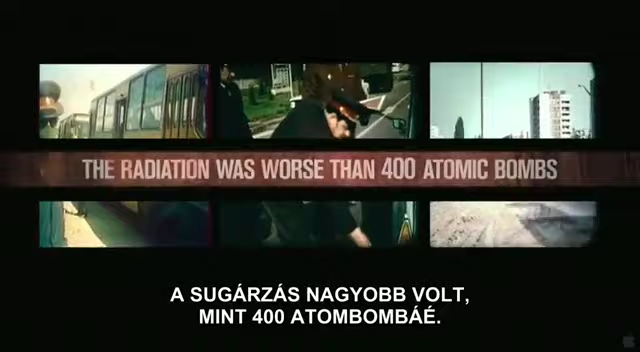 THE RADIATION WAS WORSE THAN 400 ATOMIC BOMBS
A SUGÁRZÁS NAGYOBB VOLT,
MINT 400 ATOMBOMBÁÉ.